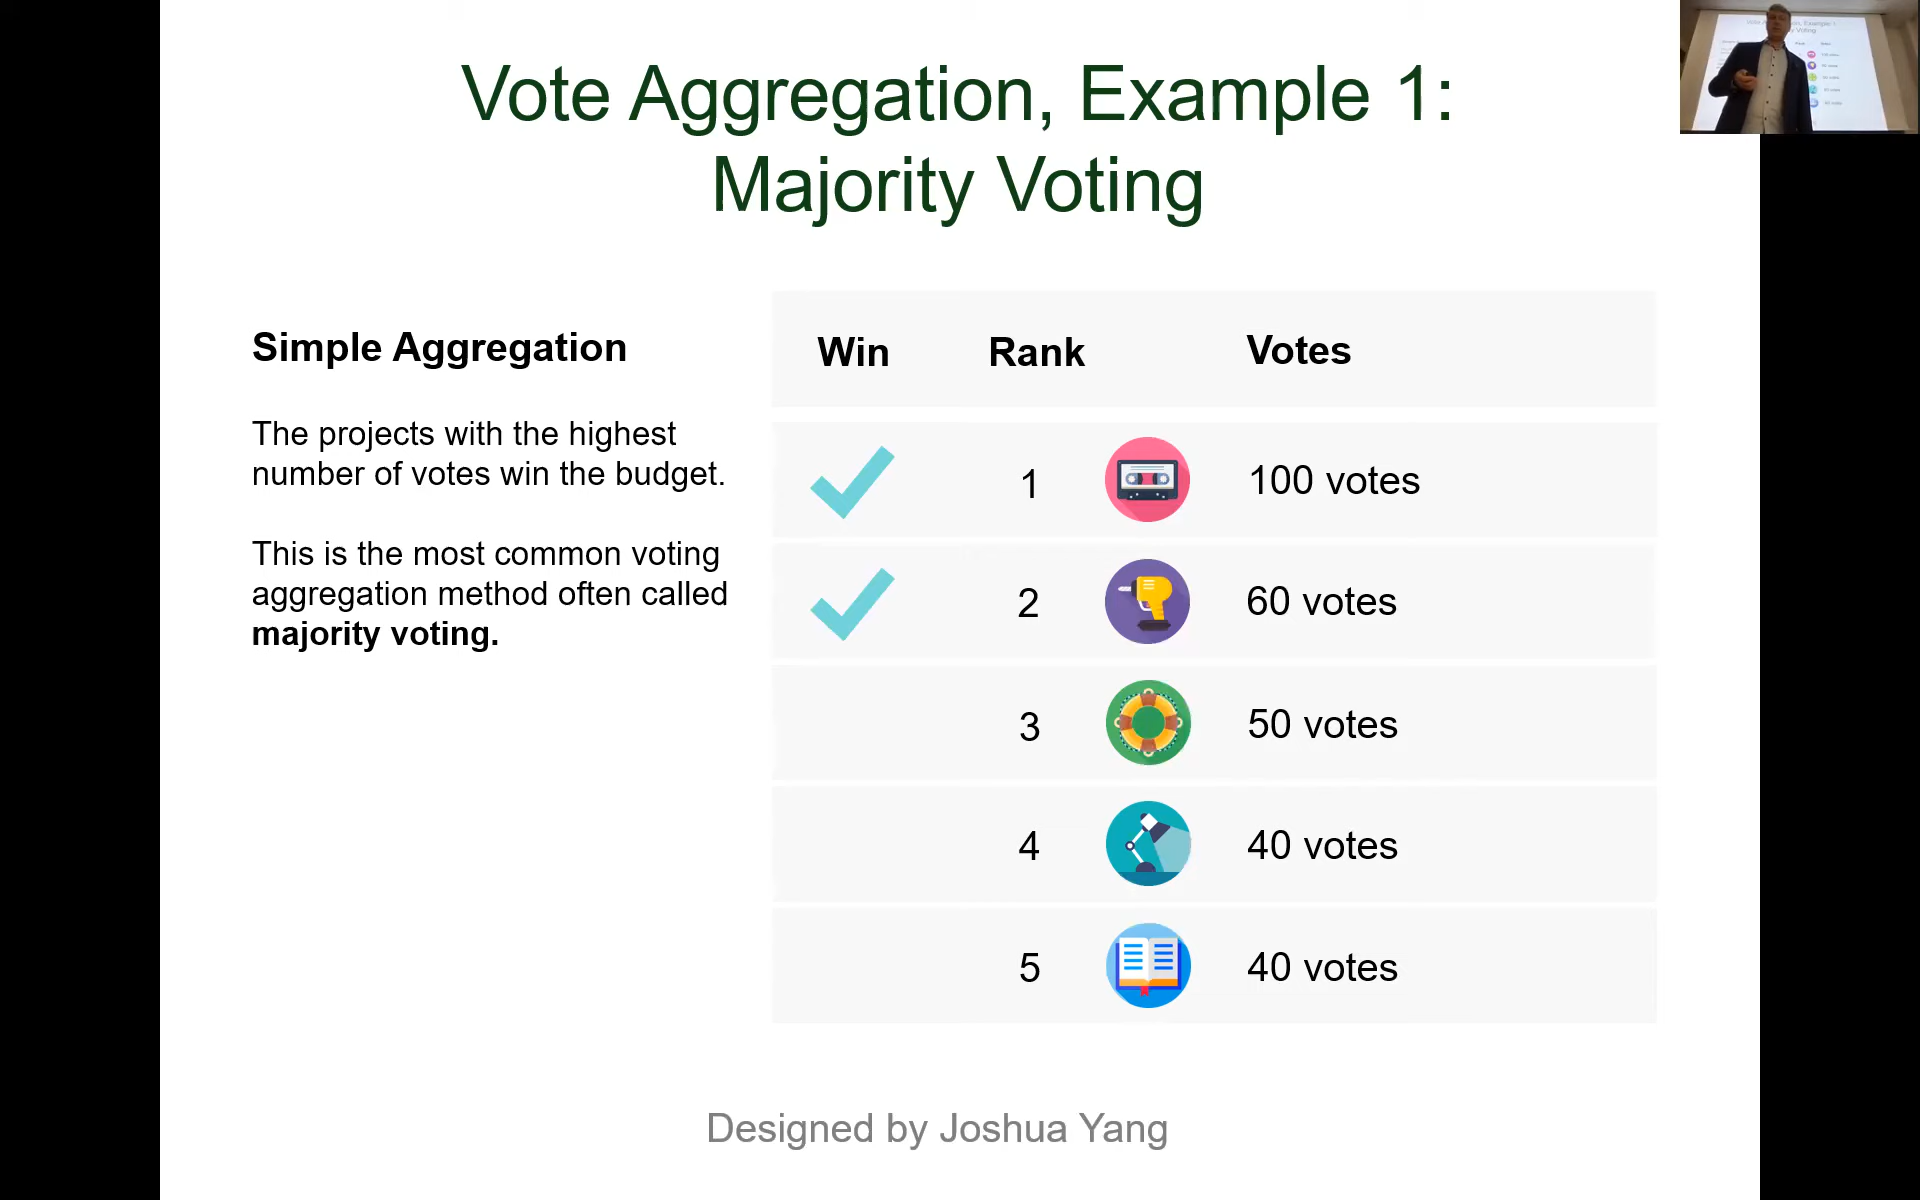 Vote Aggregation, Example 1:
Majority Voting
Simple Aggregation
The projects with the highest
number of votes win the budget.
This is the most common voting
aggregation method often called
majority voting.
Win Rank Votes
1 100 votes
2 60 votes
3 50 votes
4 40 votes
5 40 votes
Designed by Joshua Yang